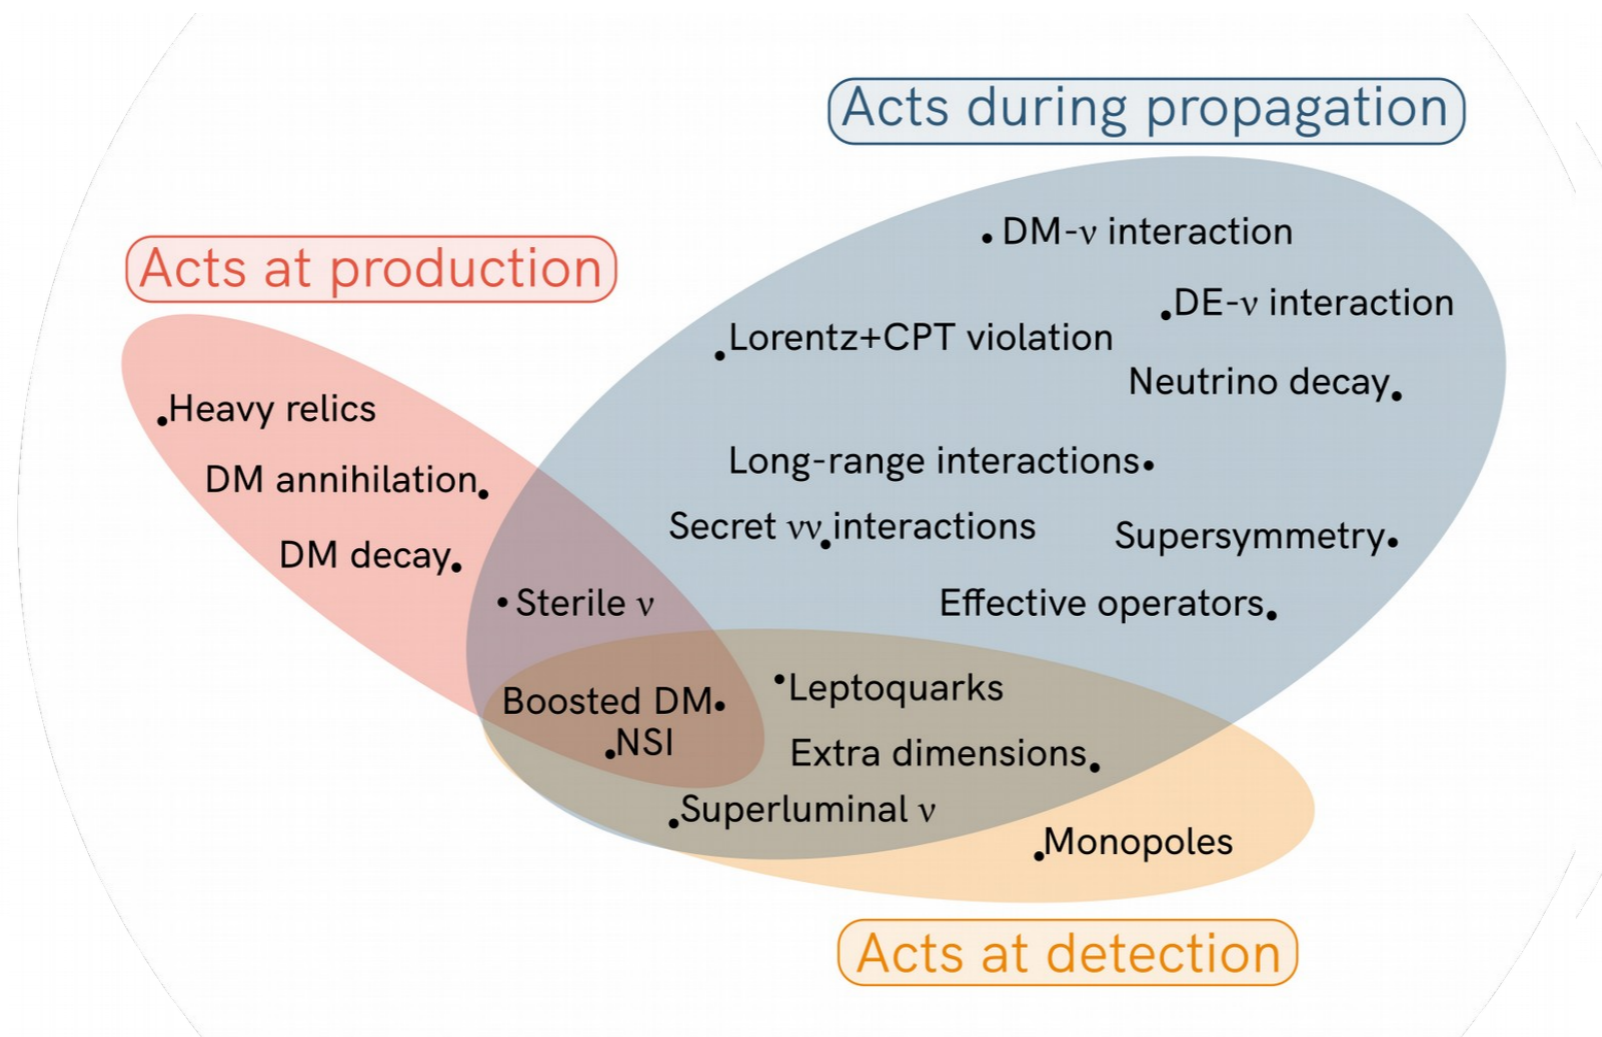 Acts during propagation
DM-ν interaction
Acts at production
DE-ν interaction
Lorentz+CPT violation
Neutrino decay
Heavy relics
Long-range interactions
DM annihilation
Secret νν interactions
Supersymmetry
DM decay
Sterile ν
Effective operators
Leptoquarks
Boosted DM
NSI
Extra dimensions
Superluminal ν
Monopoles
Acts at detection